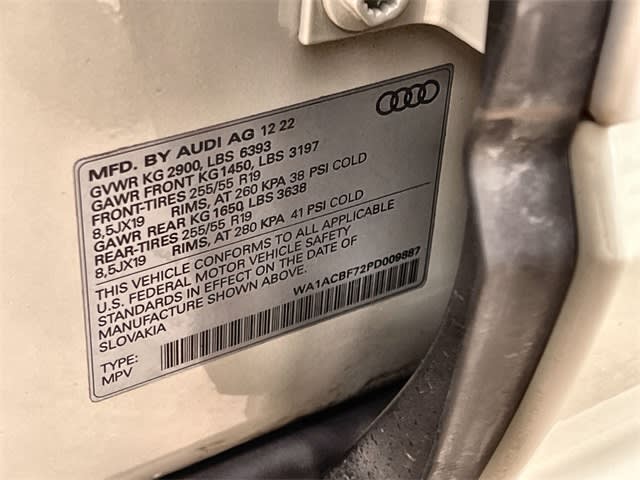 MFD. BY AUDI AG 12 22
GVWR KG 2900, LBS 6393
GAWR FRONT KG 1450, LBS 3197
FRONT-TIRES 255/55 R19
8,5JX19 RIMS, AT 260 KPA 38 PSI COLD
GAWR REAR KG 1650, LBS 3638
REAR-TIRES 255/55 R19
8,5JX19 RIMS, AT 280 KPA 41 PSI COLD
THIS VEHICLE CONFORMS TO ALL APPLICABLE
U.S. FEDERAL MOTOR VEHICLE SAFETY
STANDARDS IN EFFECT ON THE DATE OF
MANUFACTURE SHOWN ABOVE.
SLOVAKIA
WA1ACBF72PD009887
TYPE:
MPV